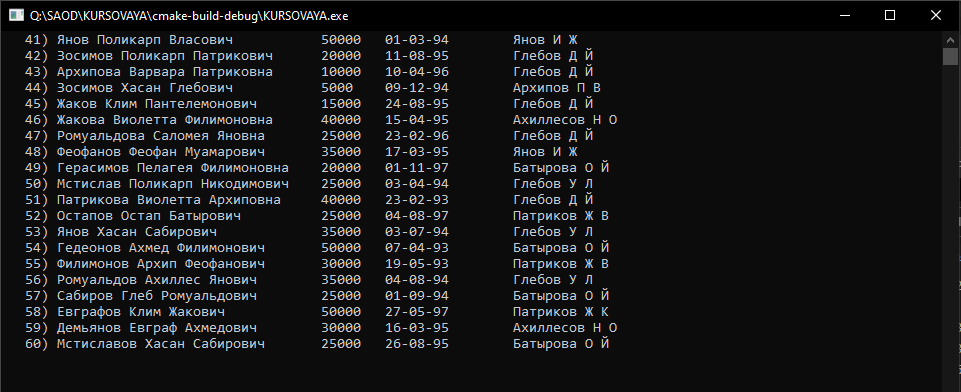 Q:\SAOD\KURSOVAYA\cmake-build-debug\KURSOVAYA.exe
41) Янов Поликарп Власович 50000 01-03-94 Янов И Ж
42) Зосимов Поликарп Патрикович 20000 11-08-95 Глебов Д Й
43) Архипова Варвара Патриковна 10000 10-04-96 Глебов Д Й
44) Зосимов Хасан Глебович 5000 09-12-94 Архипов П В
45) Жаков Клим Пантелемонович 15000 24-08-95 Глебов Д Й
46) Жакова Виолетта Филимоновна 40000 15-04-95 Ахиллесов Н О
47) Ромуальдова Саломея Яновна 25000 23-02-96 Глебов Д Й
48) Феофанов Феофан Муамарович 35000 17-03-95 Янов И Ж
49) Герасимов Пелагея Филимоновна 20000 01-11-97 Батырова О Й
50) Мстислав Поликарп Никодимович 25000 03-04-94 Глебов У Л
51) Патрикова Виолетта Архиповна 40000 23-02-93 Глебов Д Й
52) Остапов Остап Батырович 25000 04-08-97 Патриков Ж В
53) Янов Хасан Сабирович 35000 03-07-94 Глебов У Л
54) Гедеонов Ахмед Филимонович 50000 07-04-93 Батырова О Й
55) Филимонов Архип Феофанович 30000 19-05-93 Патриков Ж В
56) Ромуальдов Ахиллес Янович 35000 04-08-94 Глебов У Л
57) Сабиров Глеб Ромуальдович 25000 01-09-94 Батырова О Й
58) Евграфов Клим Жакович 50000 27-05-97 Патриков Ж К
59) Демьянов Евграф Ахмедович 30000 16-03-95 Ахиллесов Н О
60) Мстиславов Хасан Сабирович 25000 26-08-95 Батырова О Й